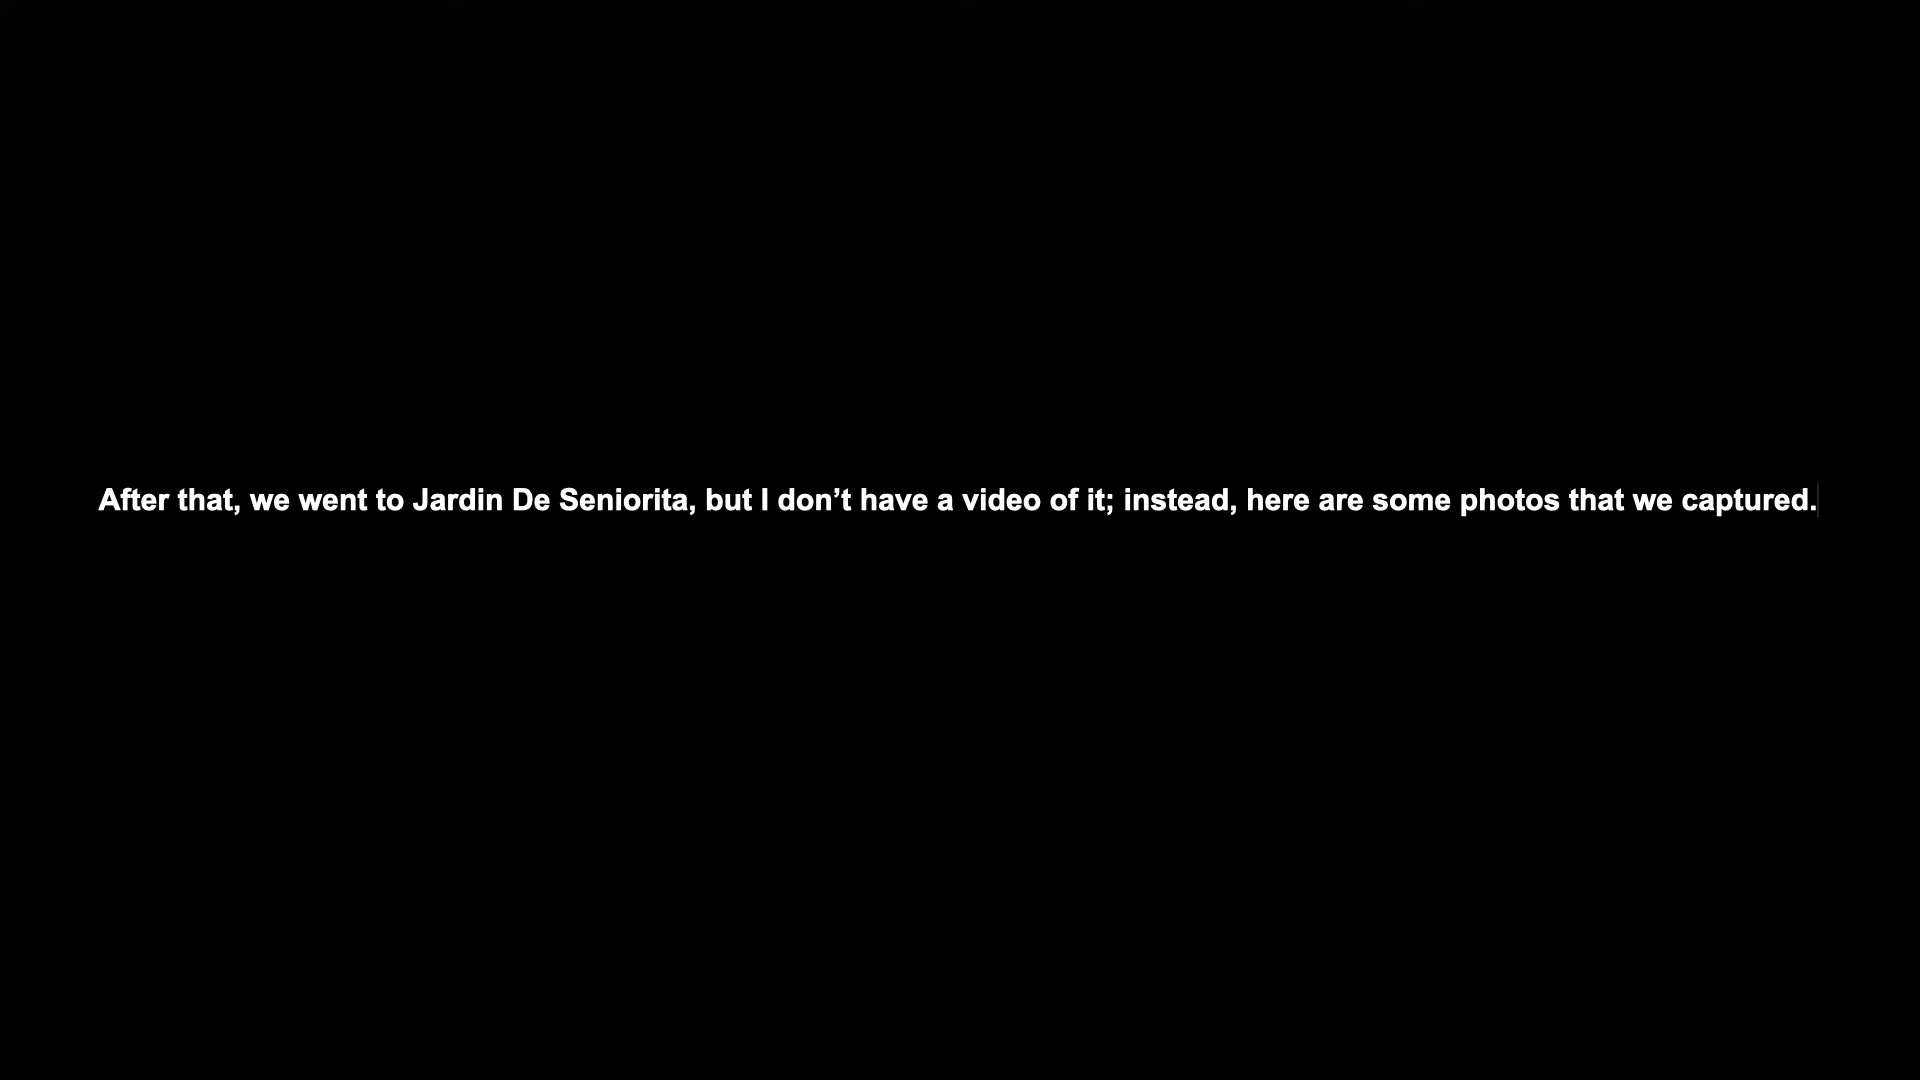 After that, we went to Jardin De Seniorita, but I don’t have a video of it; instead, here are some photos that we captured.